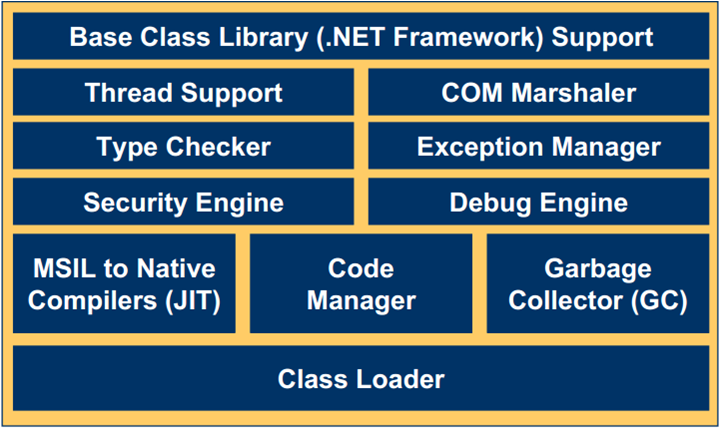 Base Class Library (.NET Framework) Support
Thread Support
COM Marshaler
Type Checker
Exception Manager
Security Engine
Debug Engine
MSIL to Native
Compilers (JIT)
Code
Manager
Garbage
Collector (GC)
Class Loader